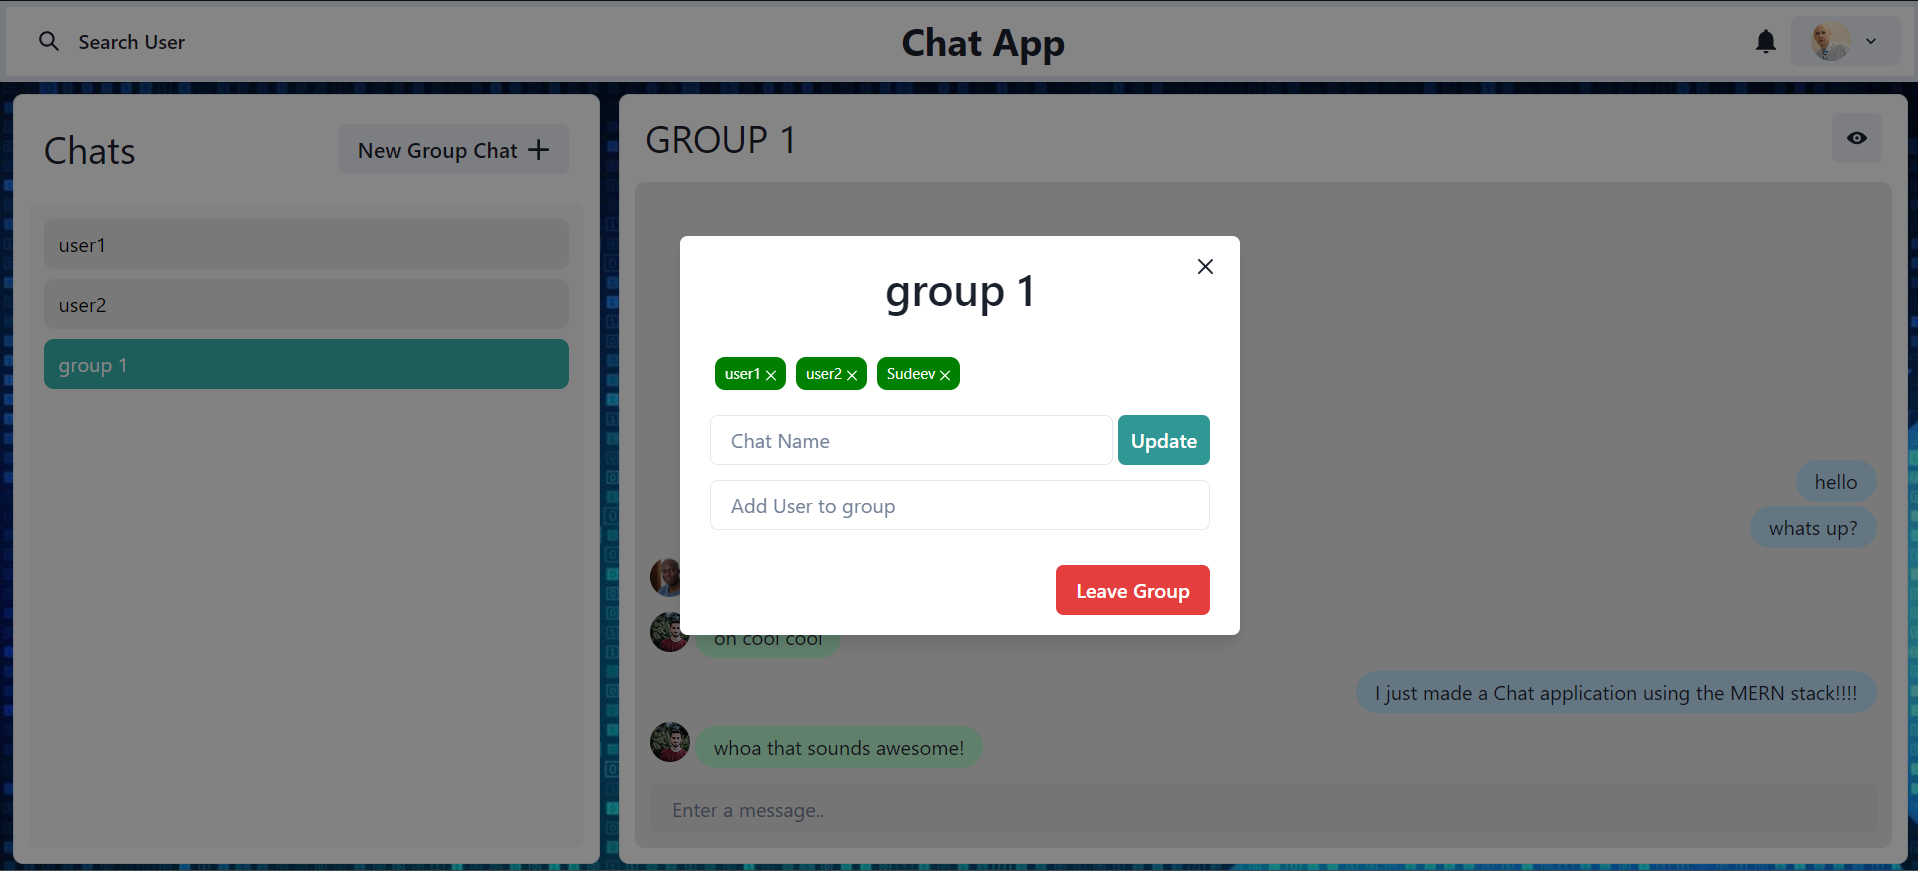 Search User
Chat App
Chats
New Group Chat
user1
user2
group 1
GROUP 1
group 1
user1
user2
Sudeev
Chat Name
Update
Add User to group
Leave Group
hello
whats up?
oh cool cool
I just made a Chat application using the MERN stack!!!!
whoa that sounds awesome!
Enter a message..